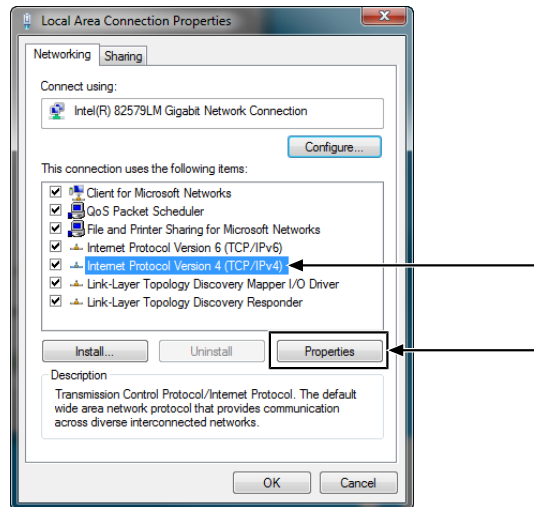 Local Area Connection Properties
Networking Sharing
Connect using:
Intel(R) 82579LM Gigabit Network Connection
Configure...
This connection uses the following items:
Client for Microsoft Networks
QoS Packet Scheduler
File and Printer Sharing for Microsoft Networks
Internet Protocol Version 6 (TCP/IPv6)
Internet Protocol Version 4 (TCP/IPv4)
Link-Layer Topology Discovery Mapper I/O Driver
Link-Layer Topology Discovery Responder
Install... Uninstall Properties
Description
Transmission Control Protocol/Internet Protocol. The default
wide area network protocol that provides communication
across diverse interconnected networks.
OK Cancel